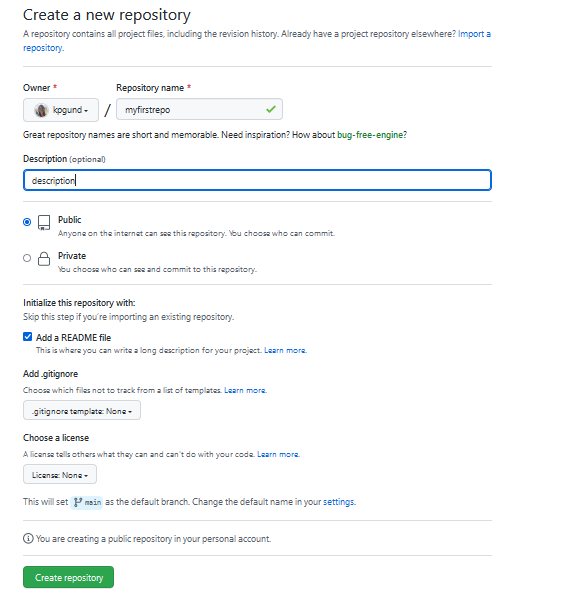 Create a new repository
A repository contains all project files, including the revision history. Already have a project repository elsewhere? Import a
repository.
Owner * Repository name *
kpgund / myfirstrepo
Great repository names are short and memorable. Need inspiration? How about bug-free-engine?
Description (optional)
description
Public
Anyone on the internet can see this repository. You choose who can commit.
Private
You choose who can see and commit to this repository.
Initialize this repository with:
Skip this step if you're importing an existing repository.
Add a README file
This is where you can write a long description for your project. Learn more.
Add .gitignore
Choose which files not to track from a list of templates. Learn more.
.gitignore template: None
Choose a license
A license tells others what they can and can't do with your code. Learn more.
License: None
This will set main as the default branch. Change the default name in your settings.
You are creating a public repository in your personal account.
Create repository